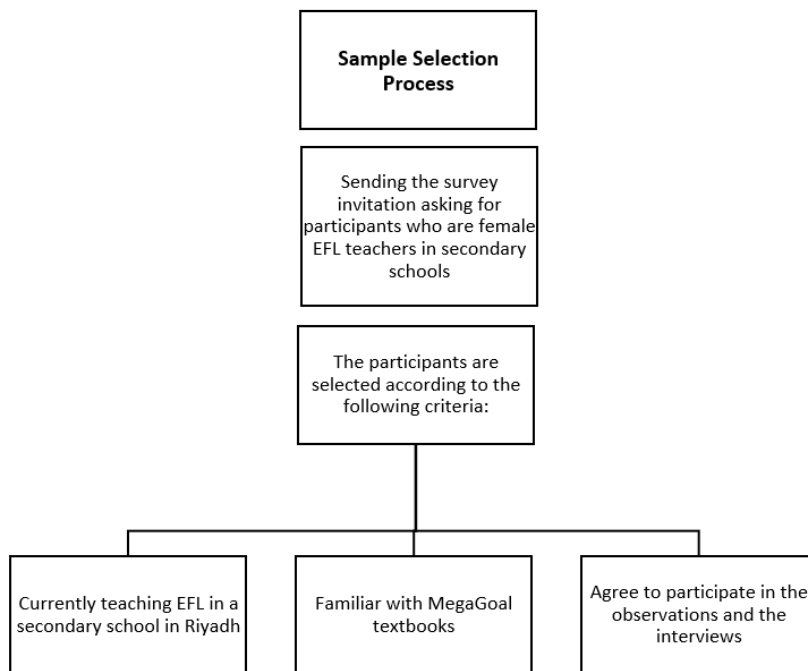 Sample Selection
Process
Sending the survey
invitation asking for
participants who are female
EFL teachers in secondary
schools
The participants are
selected according to the
following criteria:
Currently teaching EFL in a
secondary school in Riyadh
Familiar with MegaGoal
textbooks
Agree to participate in the
observations and the
interviews